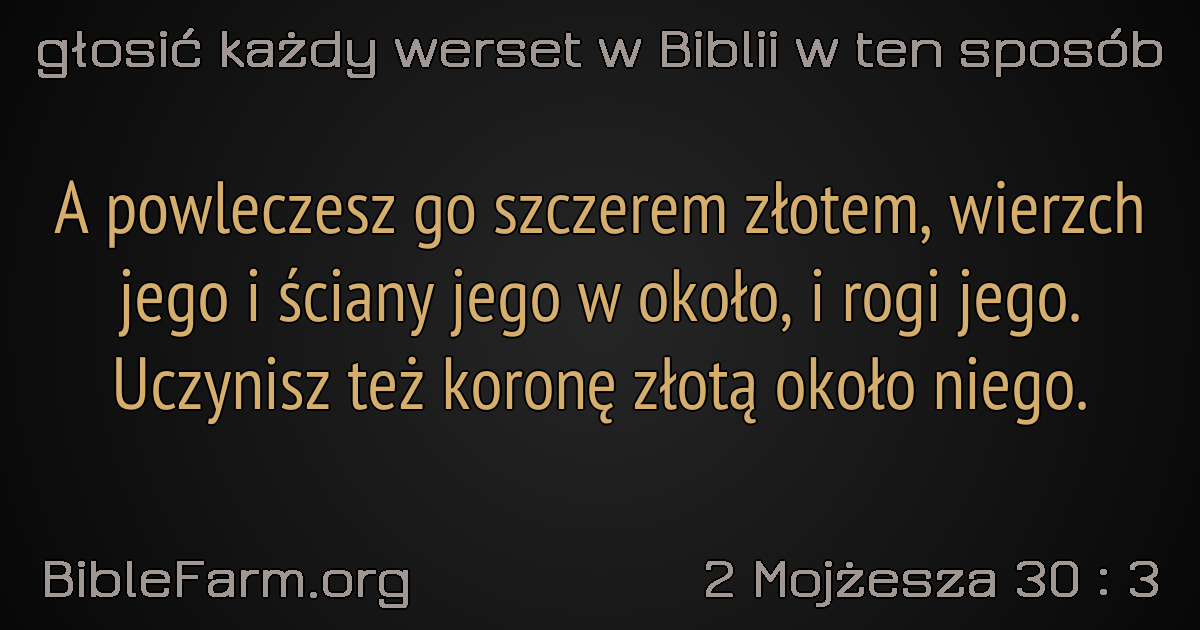 głosić każdy werset w Biblii w ten sposób
A powleczesz go szczerem złotem, wierzch
jego i ściany jego w około, i rogi jego.
Uczynisz też koronę złotą około niego.
BibleFarm.org
2 Mojżesza 30 : 3